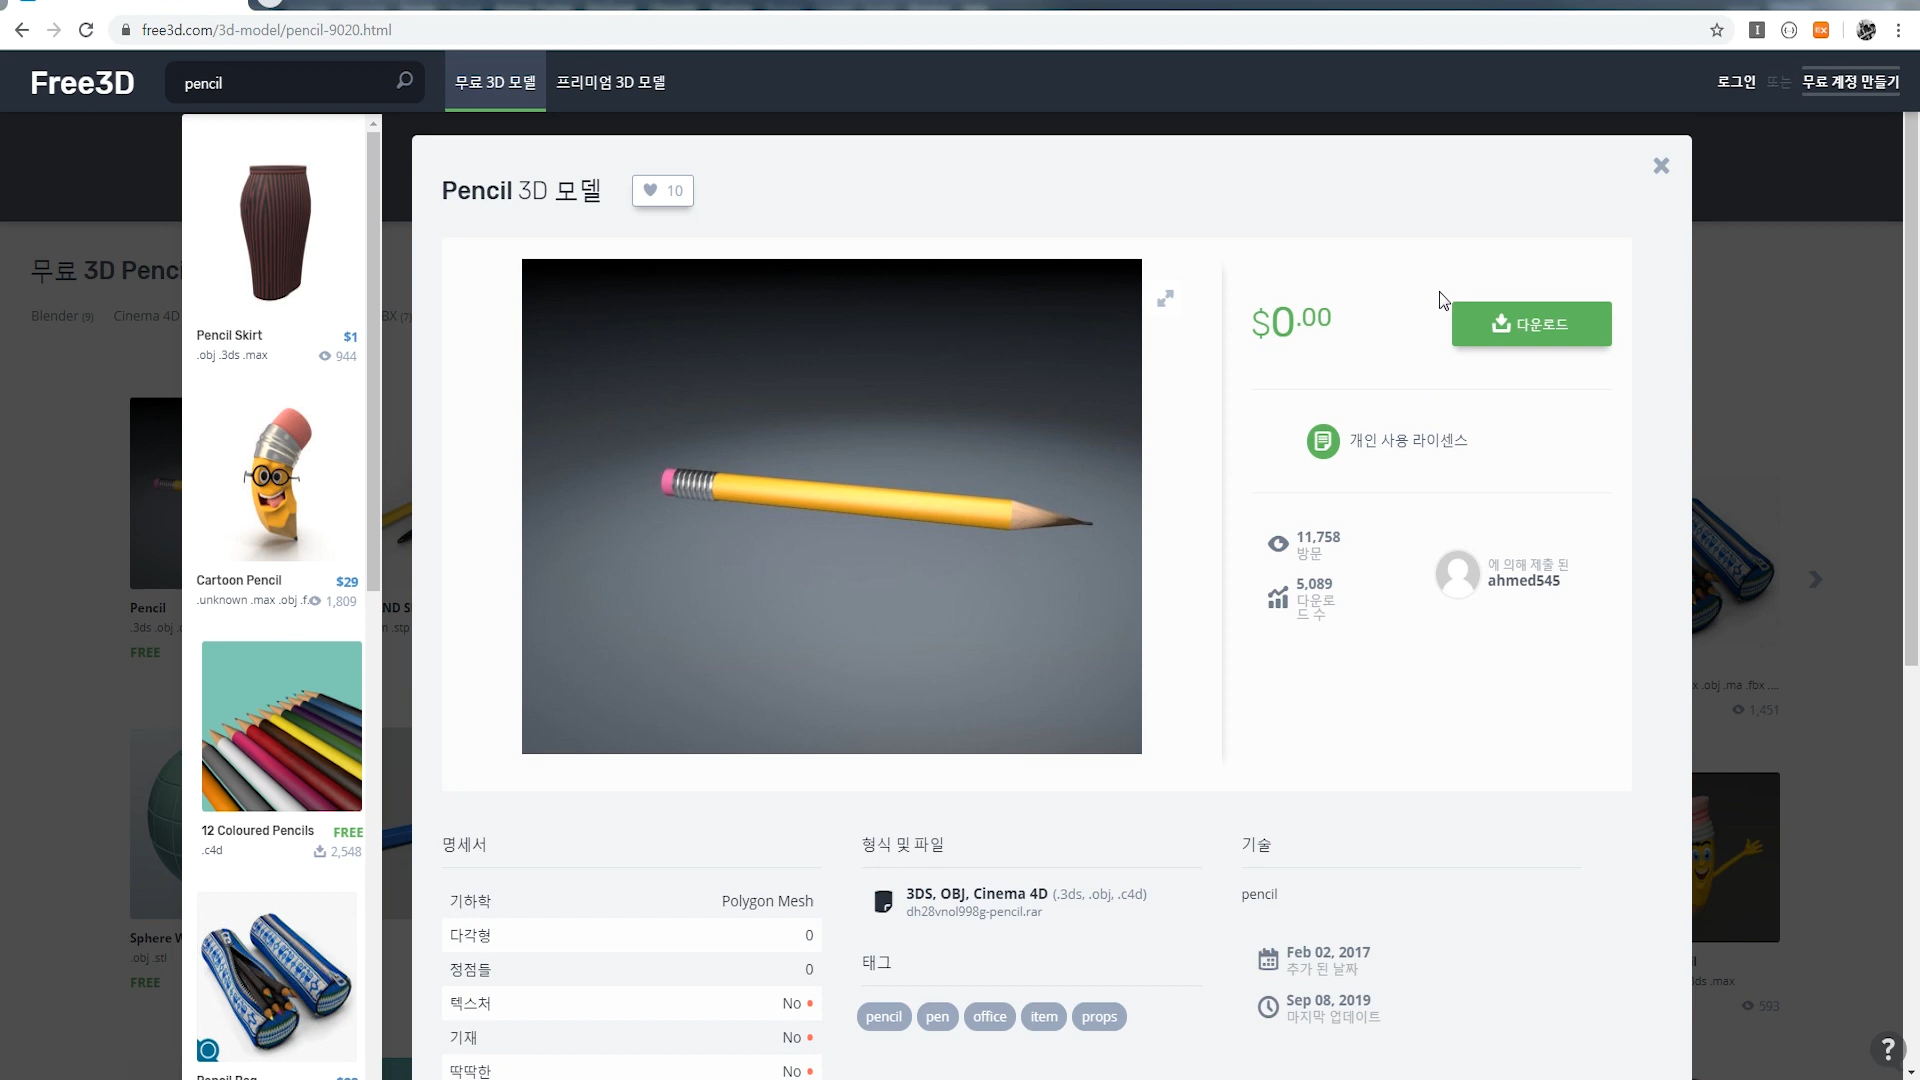 free3d.com/3d-model/pencil-9020.html
Free3D
pencil
무료 3D 모델
프리미엄 3D 모델
로그인 또는 무료 계정 만들기
무료 3D Penci
Blender (9) Cinema 4D
BX (7)
Pencil
.3ds .obj
FREE
ND S
.stp
Sphere W
.obj .stl
FREE
Pencil Skirt $1
.obj .3ds .max 944
Cartoon Pencil $29
.unknown .max .obj .f. 1,809
12 Coloured Pencils FREE
.c4d 2,548
Pencil 3D 모델
10
$0.00
다운로드
개인 사용 라이센스
11,758
방문
5,089
다운로
드 수
에 의해 제출 된
ahmed545
명세서
기하학 Polygon Mesh
다각형 0
정점들 0
텍스처 No
기재 No
딱딱한 No
형식 및 파일
3DS, OBJ, Cinema 4D (.3ds, .obj, .c4d)
dh28vnol998g-pencil.rar
태그
pencil pen office item props
기술
pencil
Feb 02, 2017
추가 된 날짜
Sep 08, 2019
마지막 업데이트
x .obj .ma .fbx ....
1,451
.max
593
?